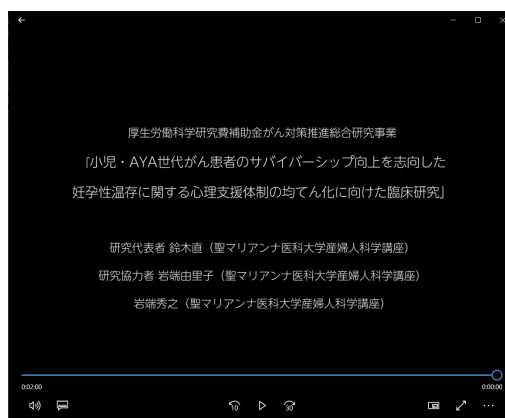 厚生労働科学研究費補助金がん対策推進総合研究事業
「小児・AYA世代がん患者のサバイバーシップ向上を志向した
妊孕性温存に関する心理支援体制の均てん化に向けた臨床研究」
研究代表者 鈴木直（聖マリアンナ医科大学産婦人科学講座）
研究協力者 岩端由里子（聖マリアンナ医科大学産婦人科学講座）
岩端秀之（聖マリアンナ医科大学産婦人科学講座）
0:02:00
0:00:00
10
30